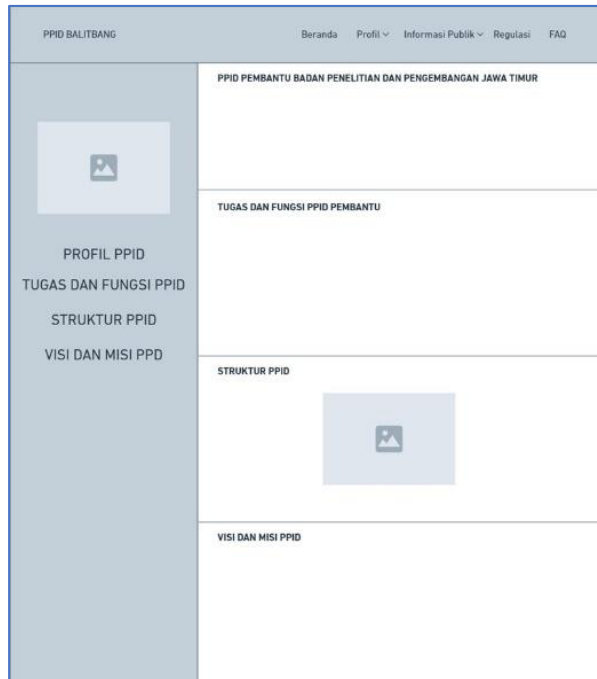 PPID BALITBANG
Beranda Profil Informasi Publik Regulasi FAQ
PROFIL PPID
TUGAS DAN FUNGSI PPID
STRUKTUR PPID
VISI DAN MISI PPD
PPID PEMBANTU BADAN PENELITIAN DAN PENGEMBANGAN JAWA TIMUR
TUGAS DAN FUNGSI PPID PEMBANTU
STRUKTUR PPID
VISI DAN MISI PPID